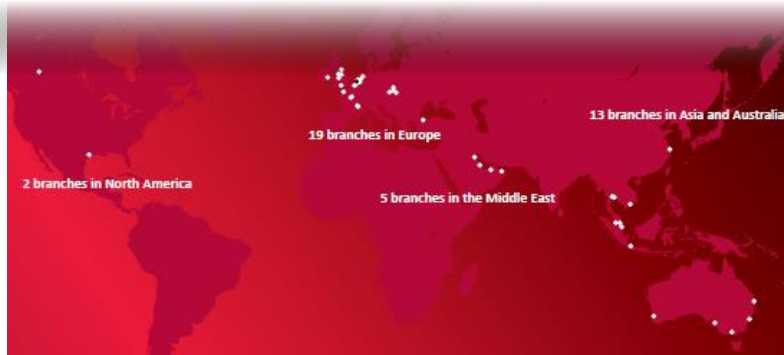 13 branches in Asia and Australia
19 branches in Europe
2 branches in North America
5 branches in the Middle East